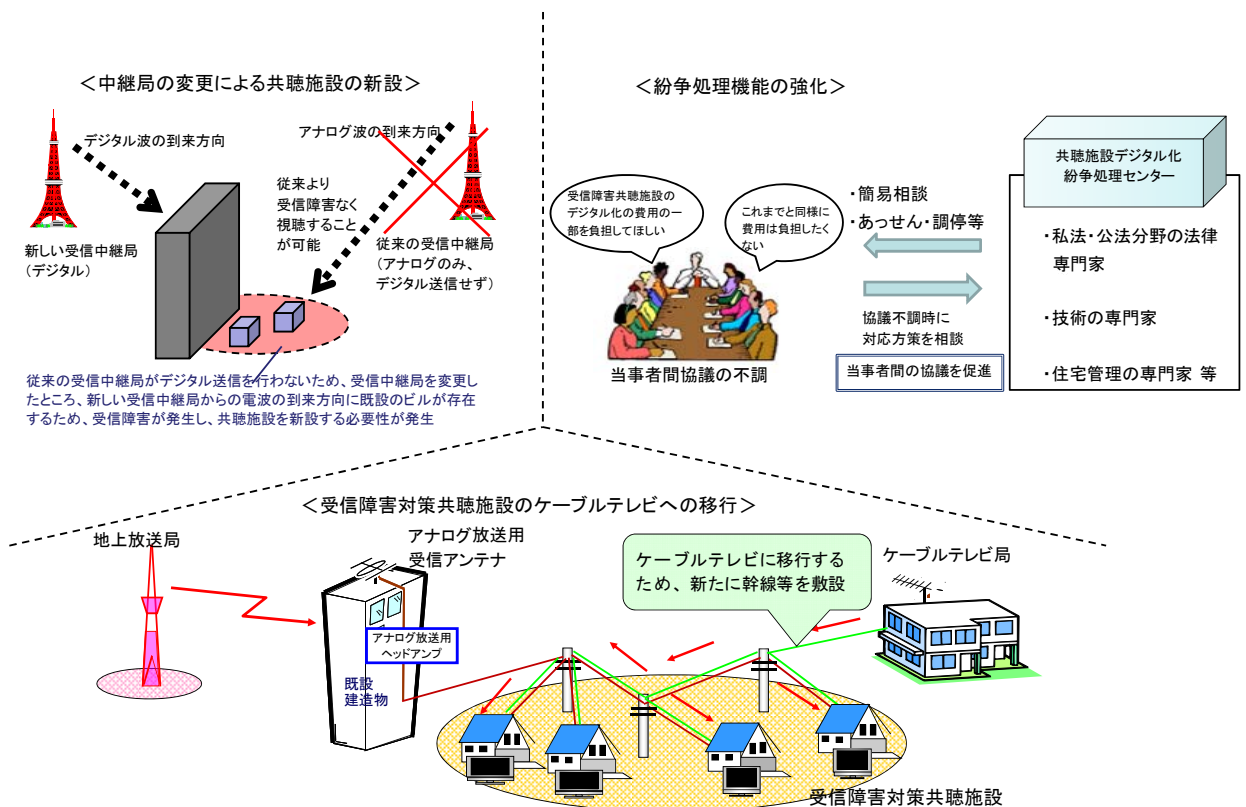 ＜中継局の変更による共聴施設の新設＞
デジタル波の到来方向
アナログ波の到来方向
従来より
受信障害なく
視聴すること
が可能
新しい受信中継局
（デジタル）
従来の受信中継局
（アナログのみ、
デジタル送信せず）
従来の受信中継局がデジタル送信を行わないため、受信中継局を変更し
たところ、新しい受信中継局からの電波の到来方向に既設のビルが存在
するため、受信障害が発生し、共聴施設を新設する必要性が発生
＜紛争処理機能の強化＞
受信障害共聴施設の
デジタル化の費用の一
部を負担してほしい
これまでと同様に
費用は負担したく
ない
当事者間協議の不調
・簡易相談
・あっせん・調停等
協議不調時に
対応方策を相談
当事者間の協議を促進
共聴施設デジタル化
紛争処理センター
・私法・公法分野の法律
専門家
・技術の専門家
・住宅管理の専門家 等
＜受信障害対策共聴施設のケーブルテレビへの移行＞
地上放送局
アナログ放送用
受信アンテナ
アナログ放送用
ヘッドアンプ
既設
建造物
ケーブルテレビに移行する
ため、新たに幹線等を敷設
ケーブルテレビ局
受信障害対策共聴施設